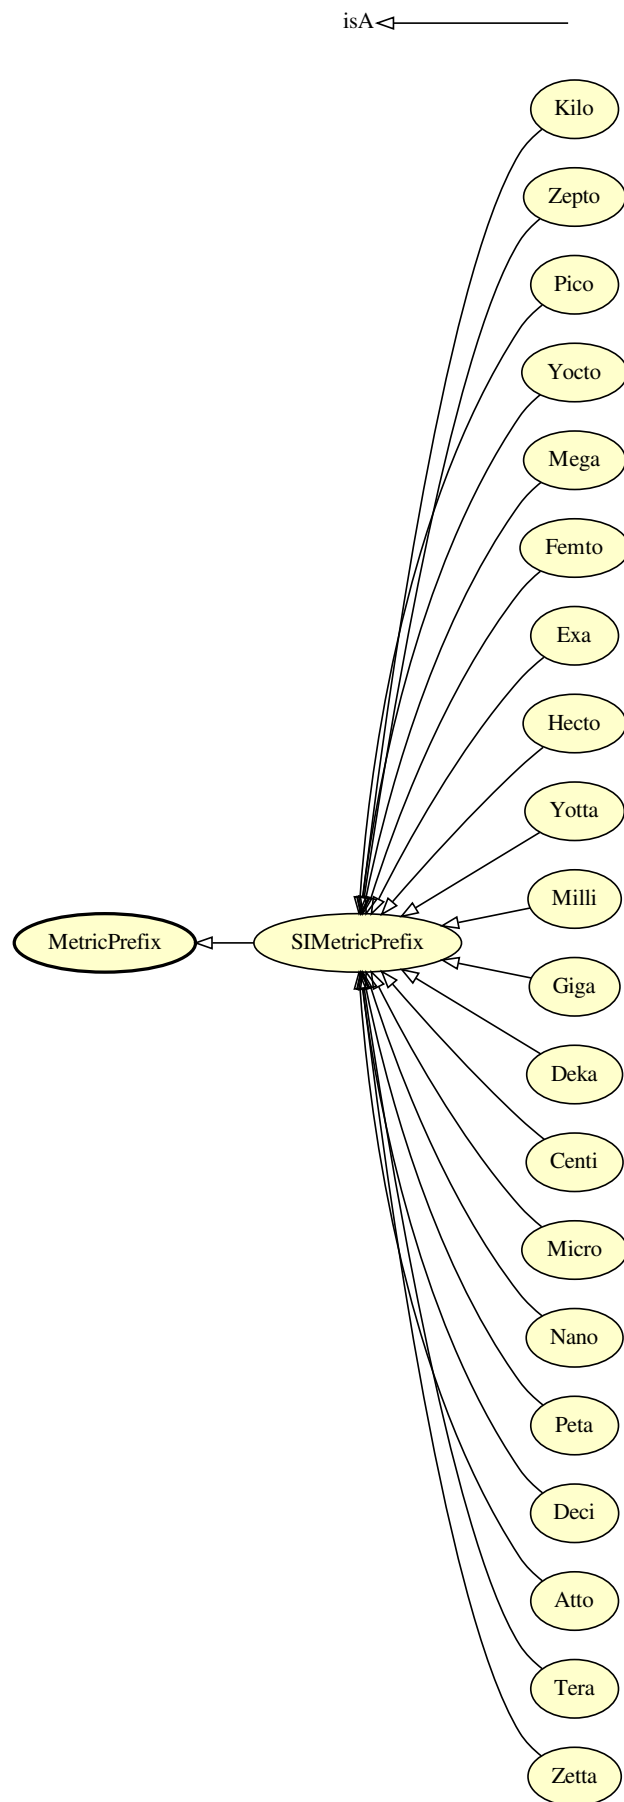 isA
Kilo
Zepto
Pico
Yocto
Mega
Femto
Exa
Hecto
Yotta
Milli
MetricPrefix
SIMetricPrefix
Giga
Deka
Centi
Micro
Nano
Peta
Deci
Atto
Tera
Zetta